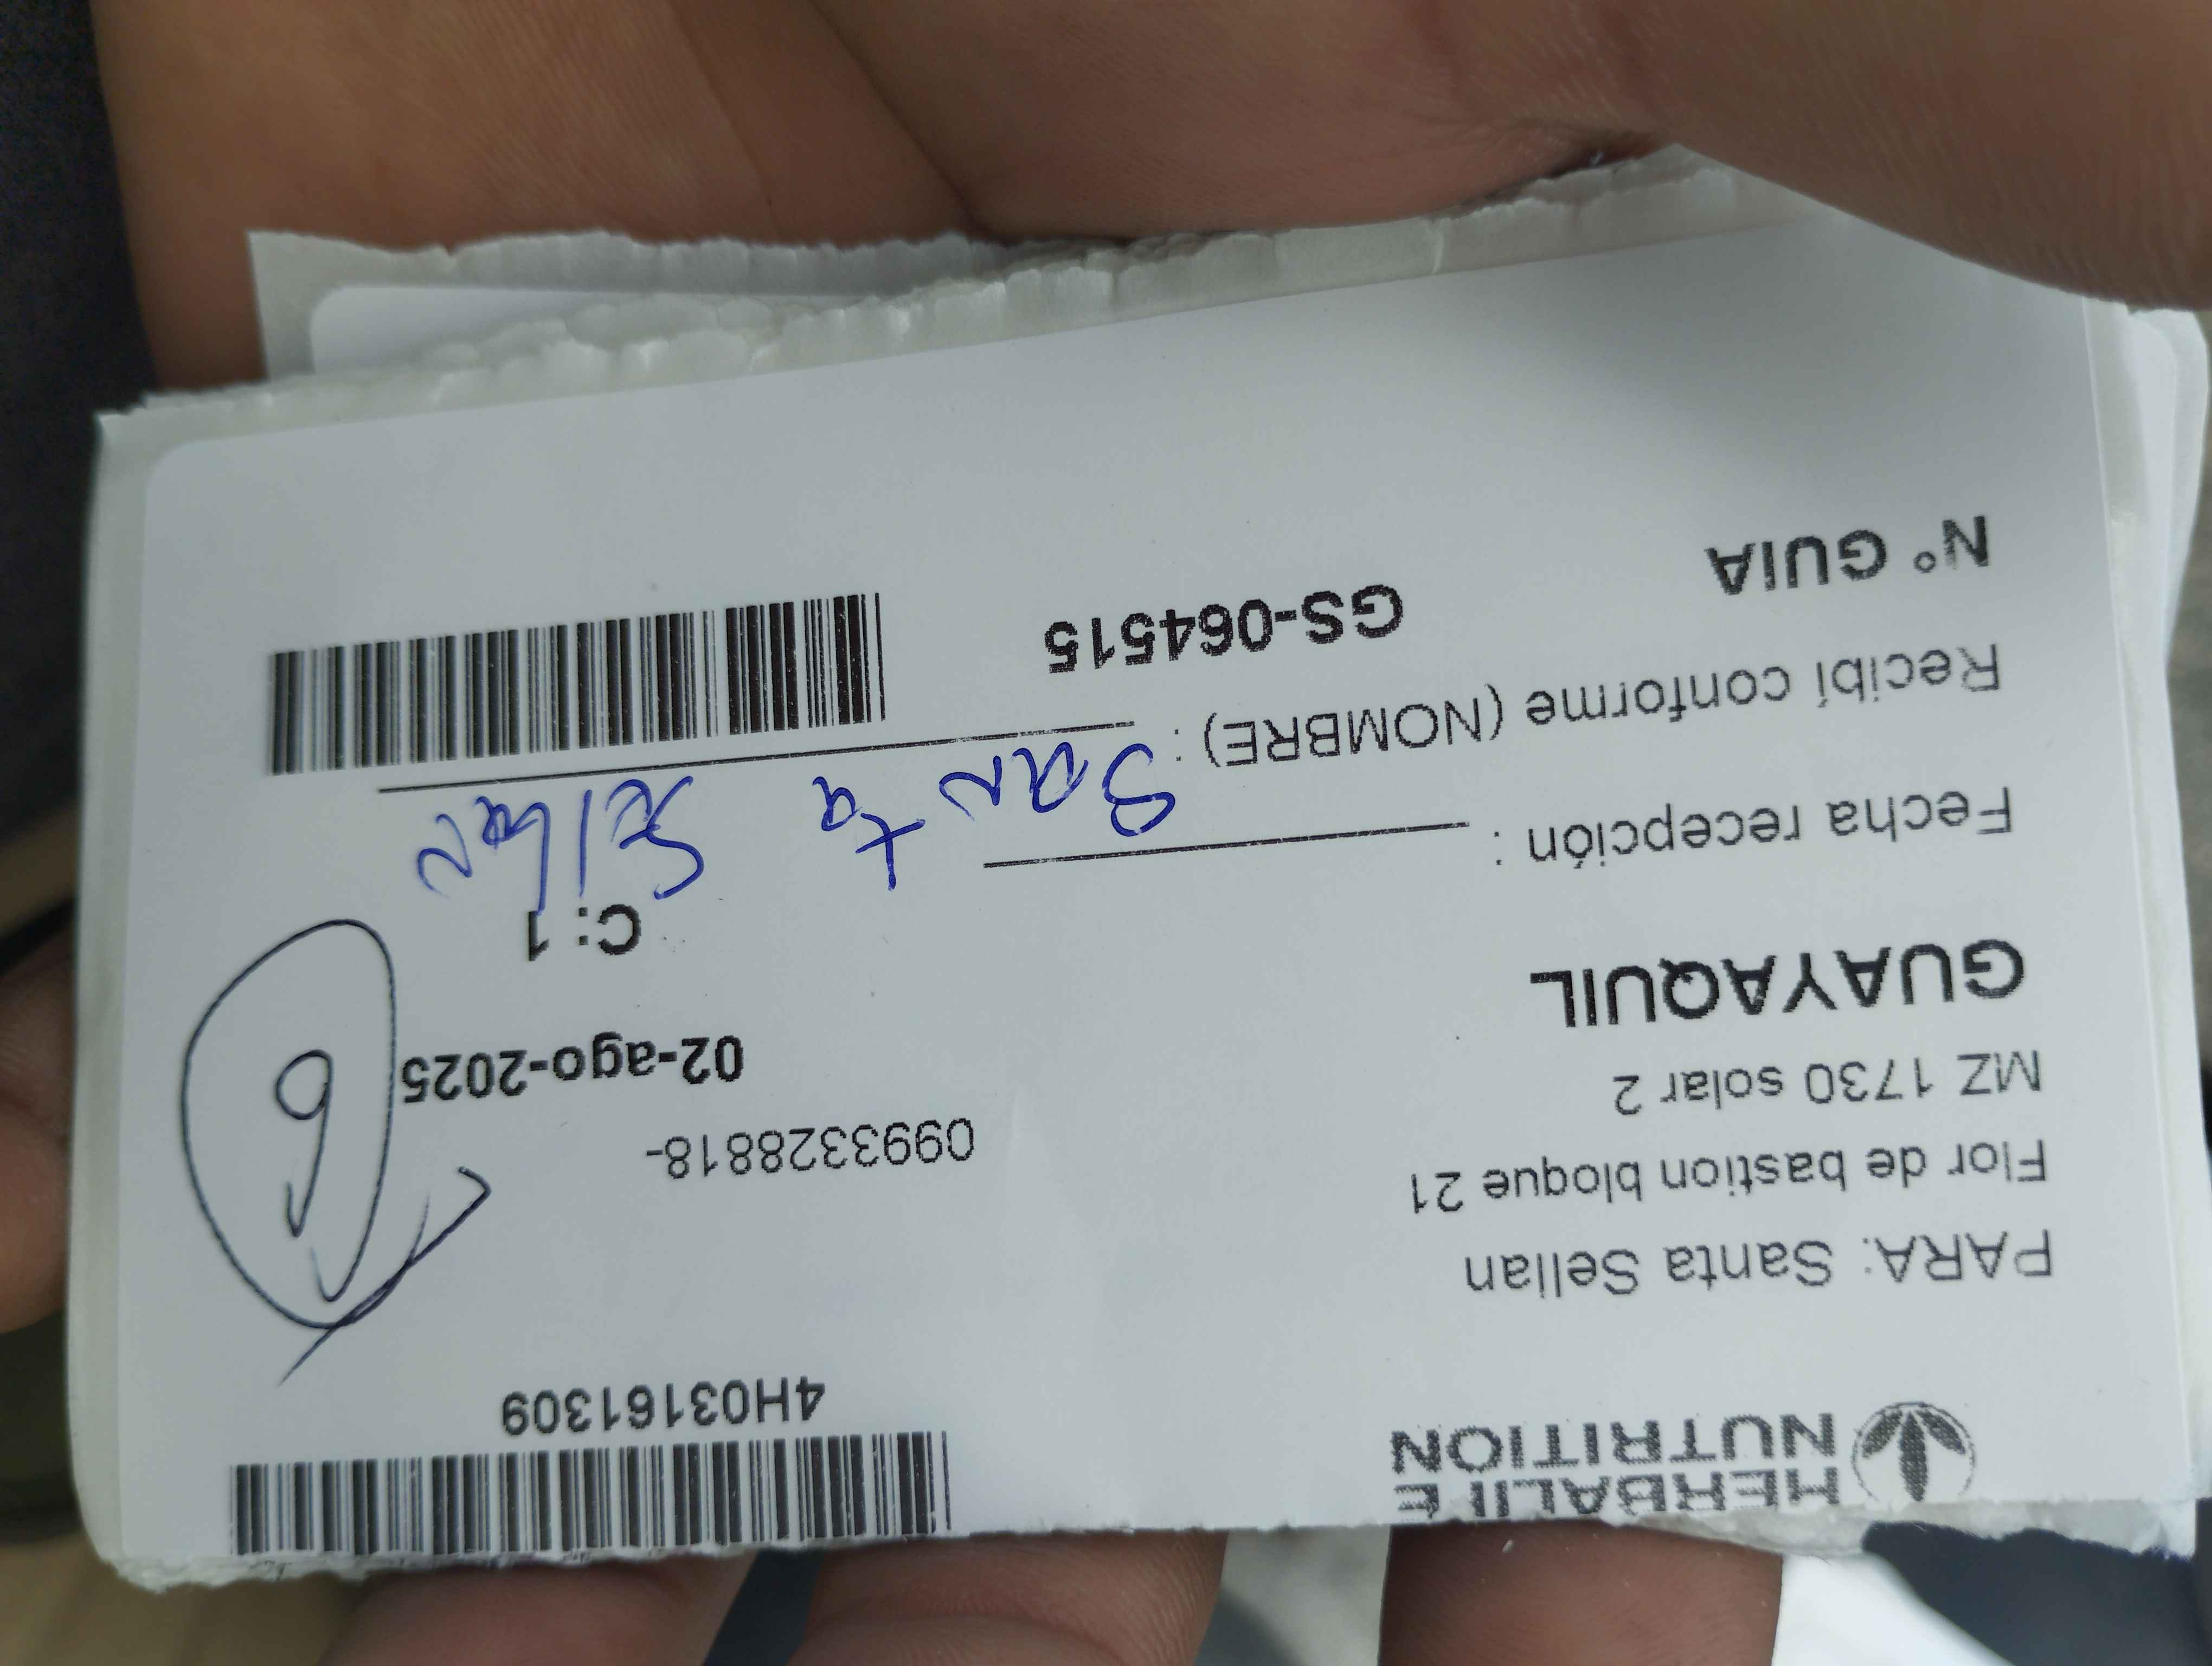 HERBALIFE
NUTRITION
4H03161309
PARA: Santa Sellan
Flor de bastion bloque 21
0993328818-
MZ 1730 solar 2
02-ago-2025
GUAYAQUIL
C: 1
Fecha recepción :
Santa Sellan
Recibí conforme (NOMBRE) :
GS-064515
N° GUIA